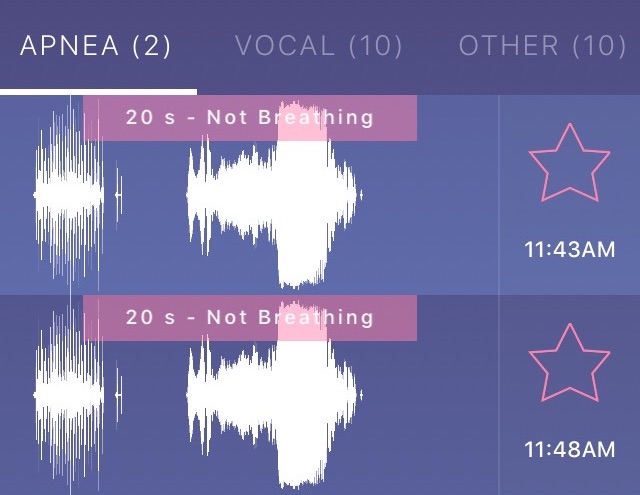 APNEA (2) VOCAL (10) OTHER (10)
20 s - Not Breathing
11:43AM
20 s - Not Breathing
11:48AM